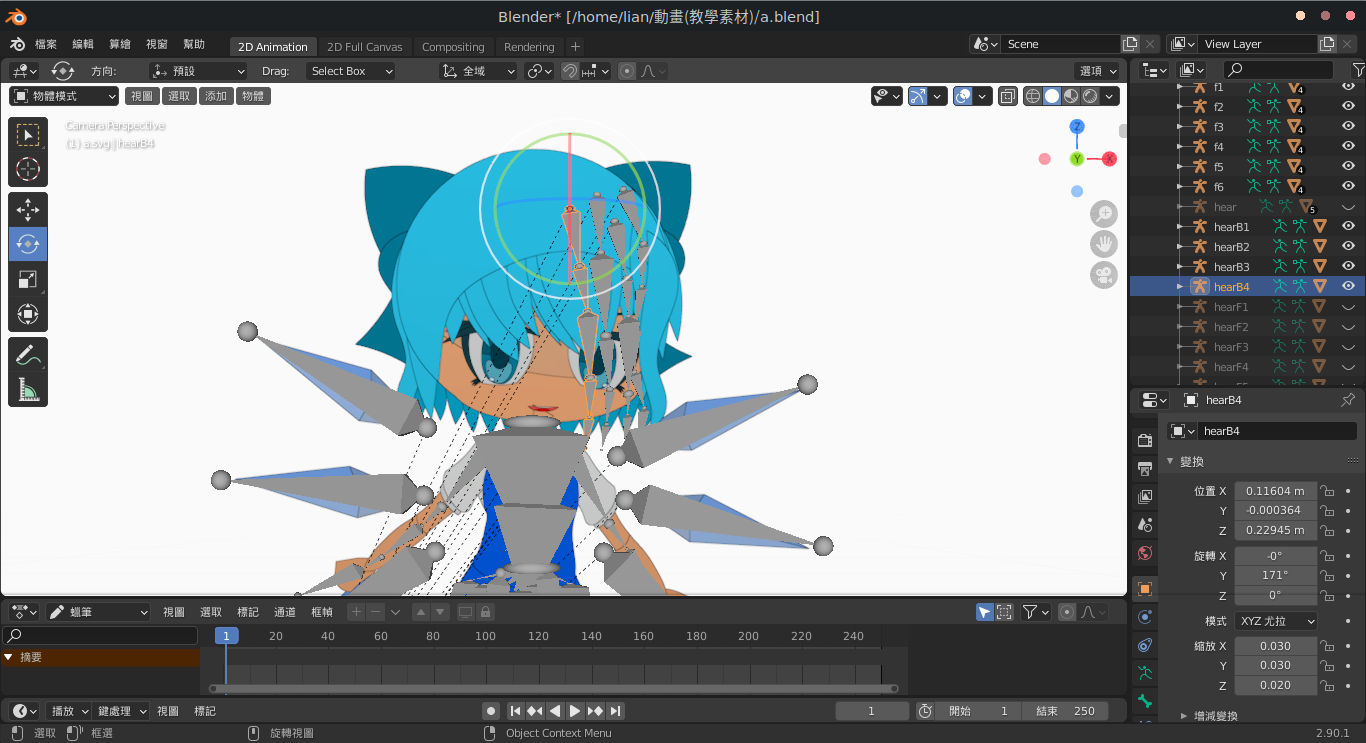 Blender* [/home/lian/動畫(教學素材)/a.blend]
檔案 編輯 算繪 視窗 幫助 2D Animation 2D Full Canvas Compositing Rendering + Scene View Layer
方向: 預設 Drag: Select Box 全域 選項
物體模式 視圖 選取 添加 物體
Camera Perspective
(1) a.svg | hearB4
Z
Y
X
f1 4
f2 4
f3 4
f4 4
f5 4
f6 4
hear 5
hearB1
hearB2
hearB3
hearB4
hearF1
hearF2
hearF3
hearF4
hearB4
hearB4
變換
位置 X 0.11604 m
Y -0.000364
Z 0.22945 m
旋轉 X -0°
Y 171°
Z 0°
模式 XYZ 尤拉
縮放 X 0.030
Y 0.030
Z 0.020
增減變換
蠟筆 視圖 選取 標記 通道 框幀
1 20 40 60 80 100 120 140 160 180 200 220 240
摘要
播放 鍵處理 視圖 標記 1 開始 1 結束 250
選取 框選 旋轉視圖 Object Context Menu 2.90.1